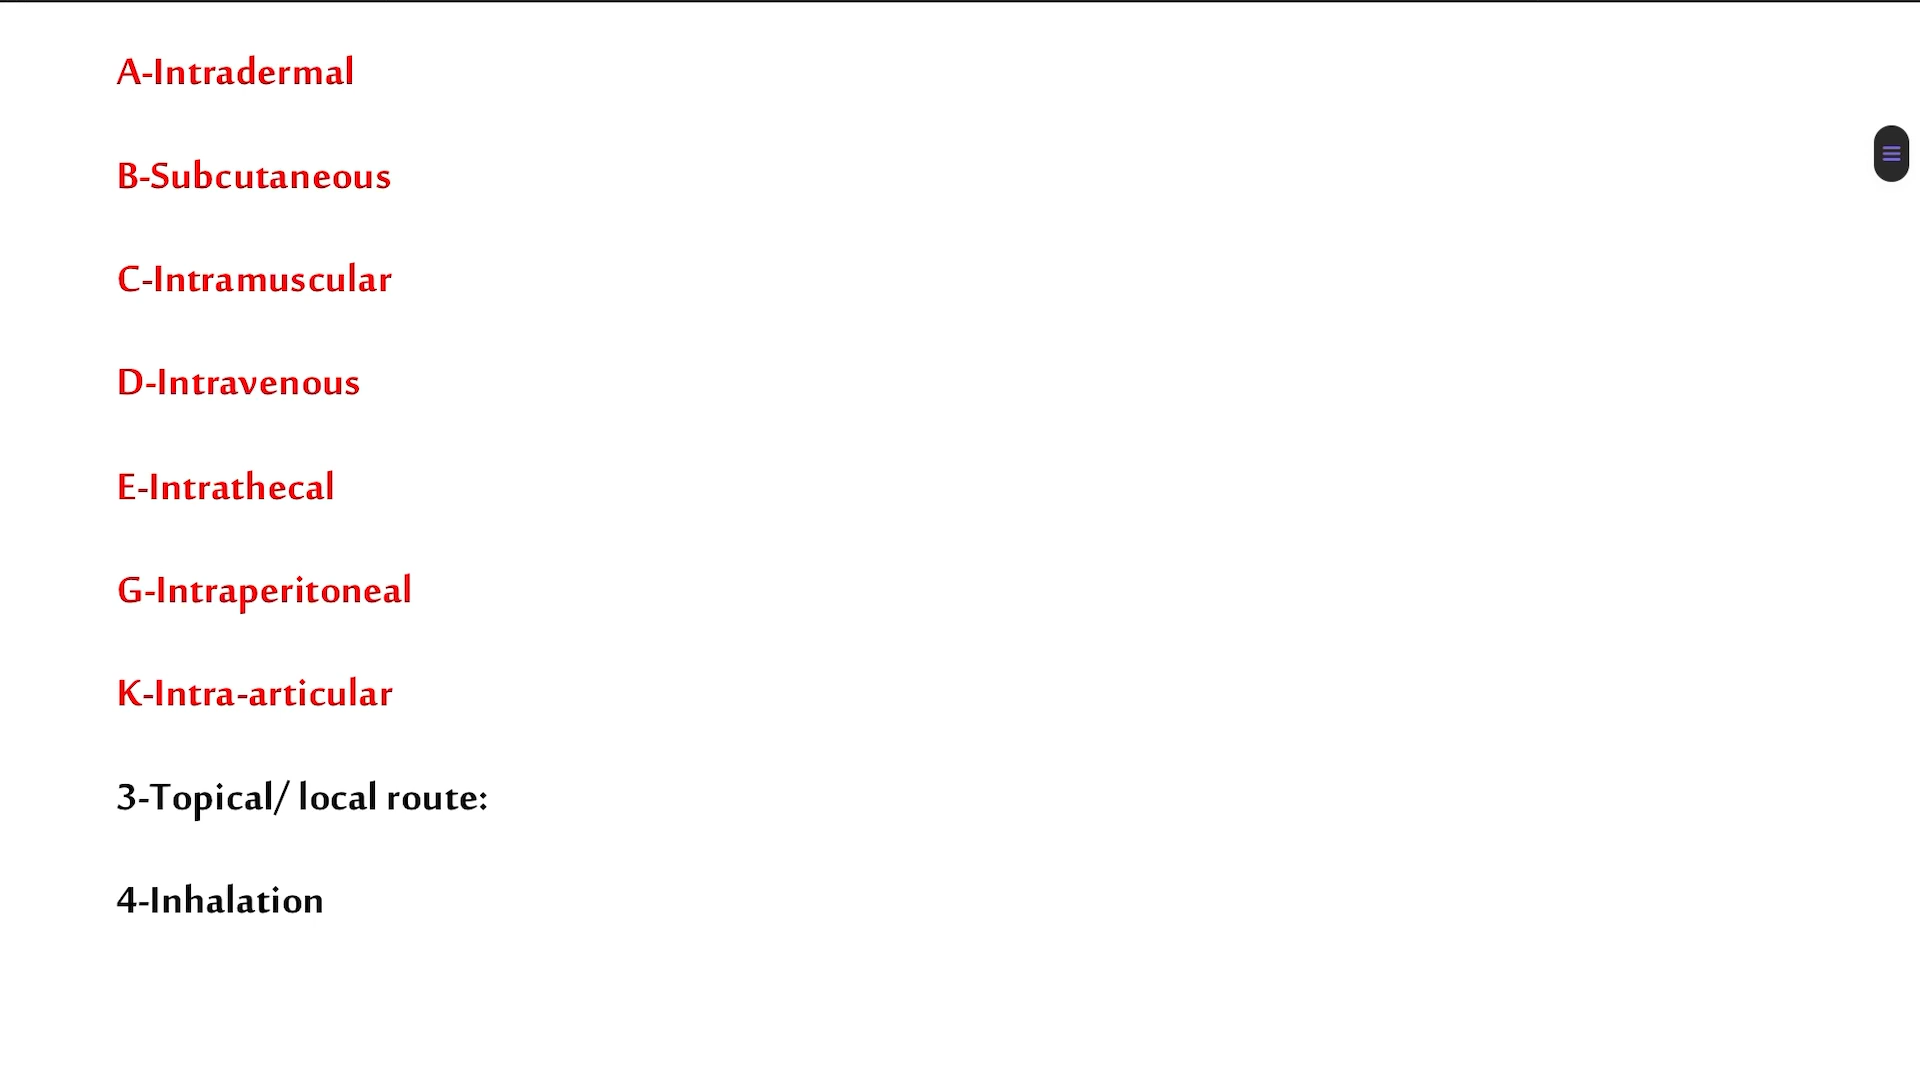 A-Intradermal
B-Subcutaneous
C-Intramuscular
D-Intravenous
E-Intrathecal
G-Intraperitoneal
K-Intra-articular
3-Topical/ local route:
4-Inhalation